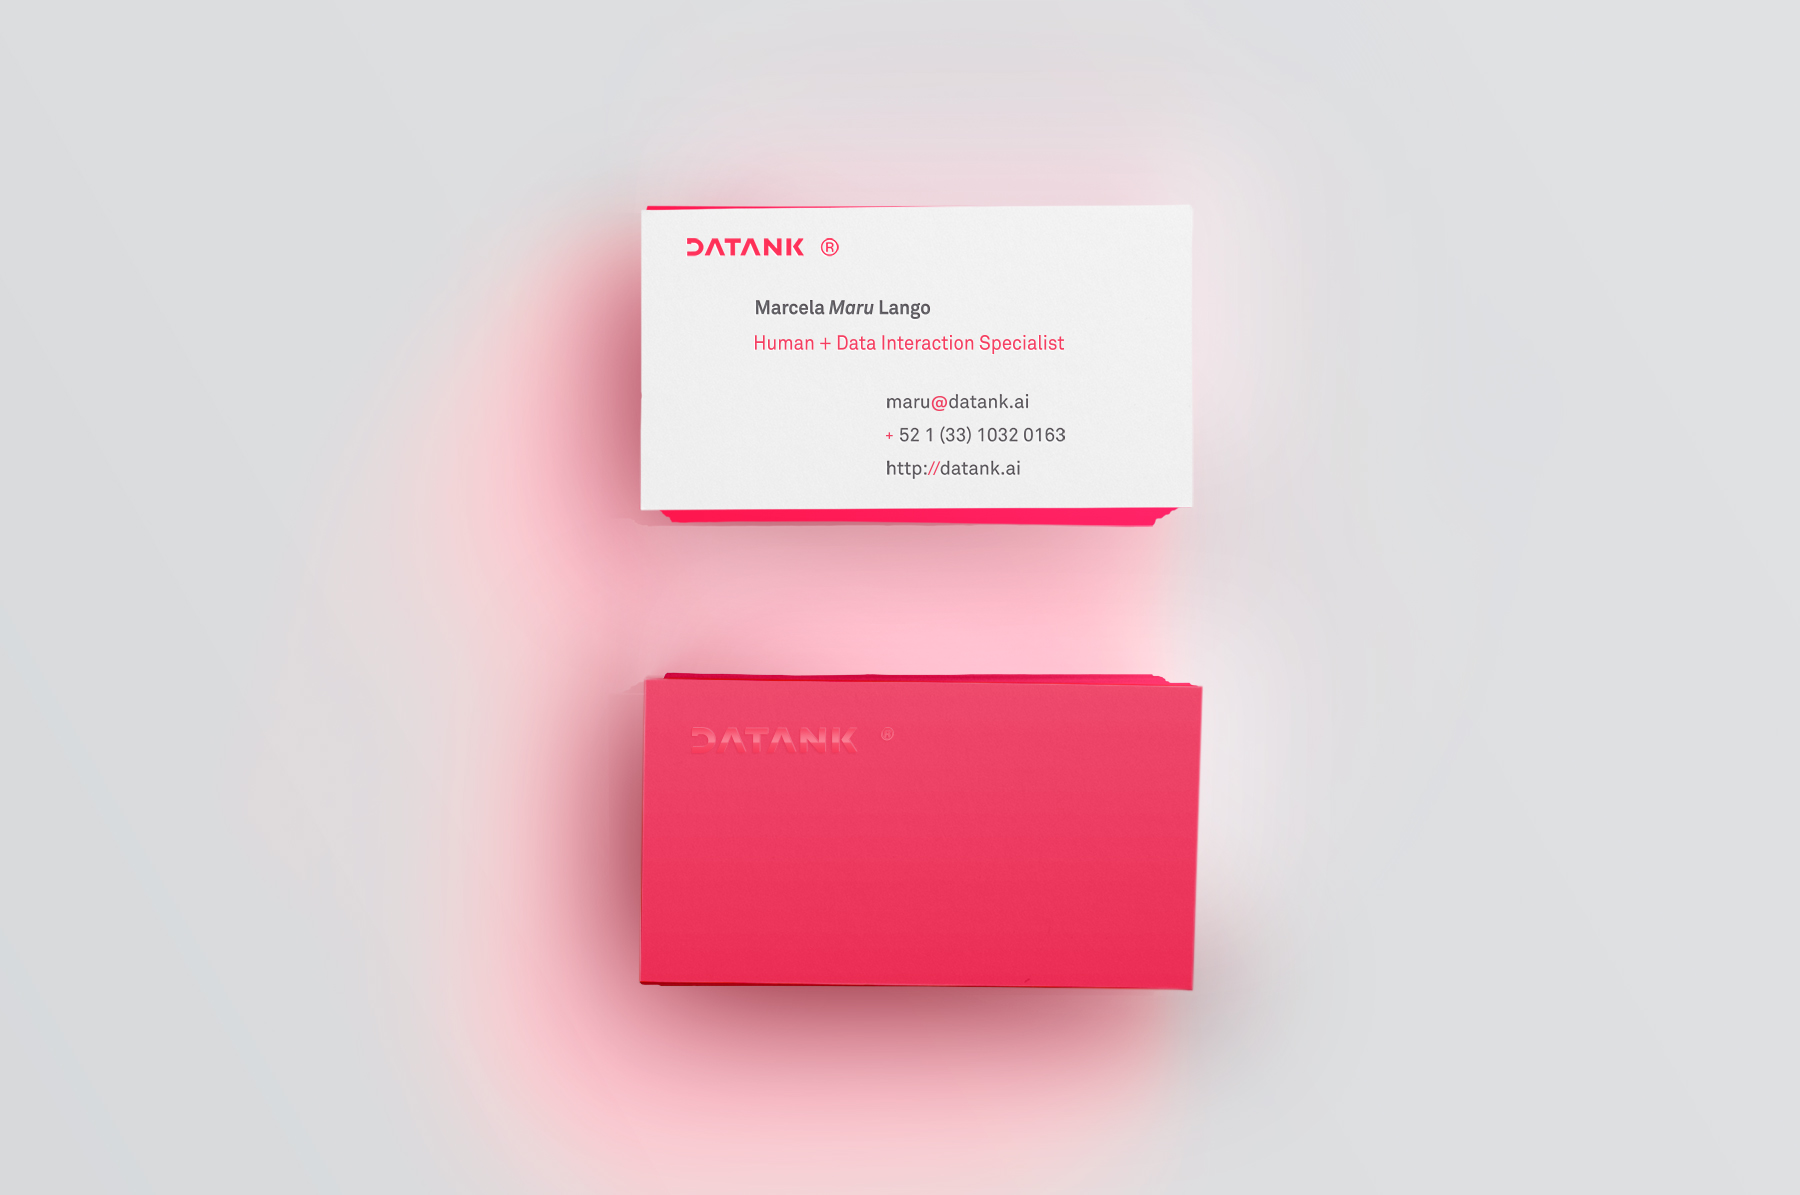 DATANK ®
Marcela Maru Lango
Human + Data Interaction Specialist
maru@datank.ai
+ 52 1 (33) 1032 0163
http://datank.ai
DATANK ®